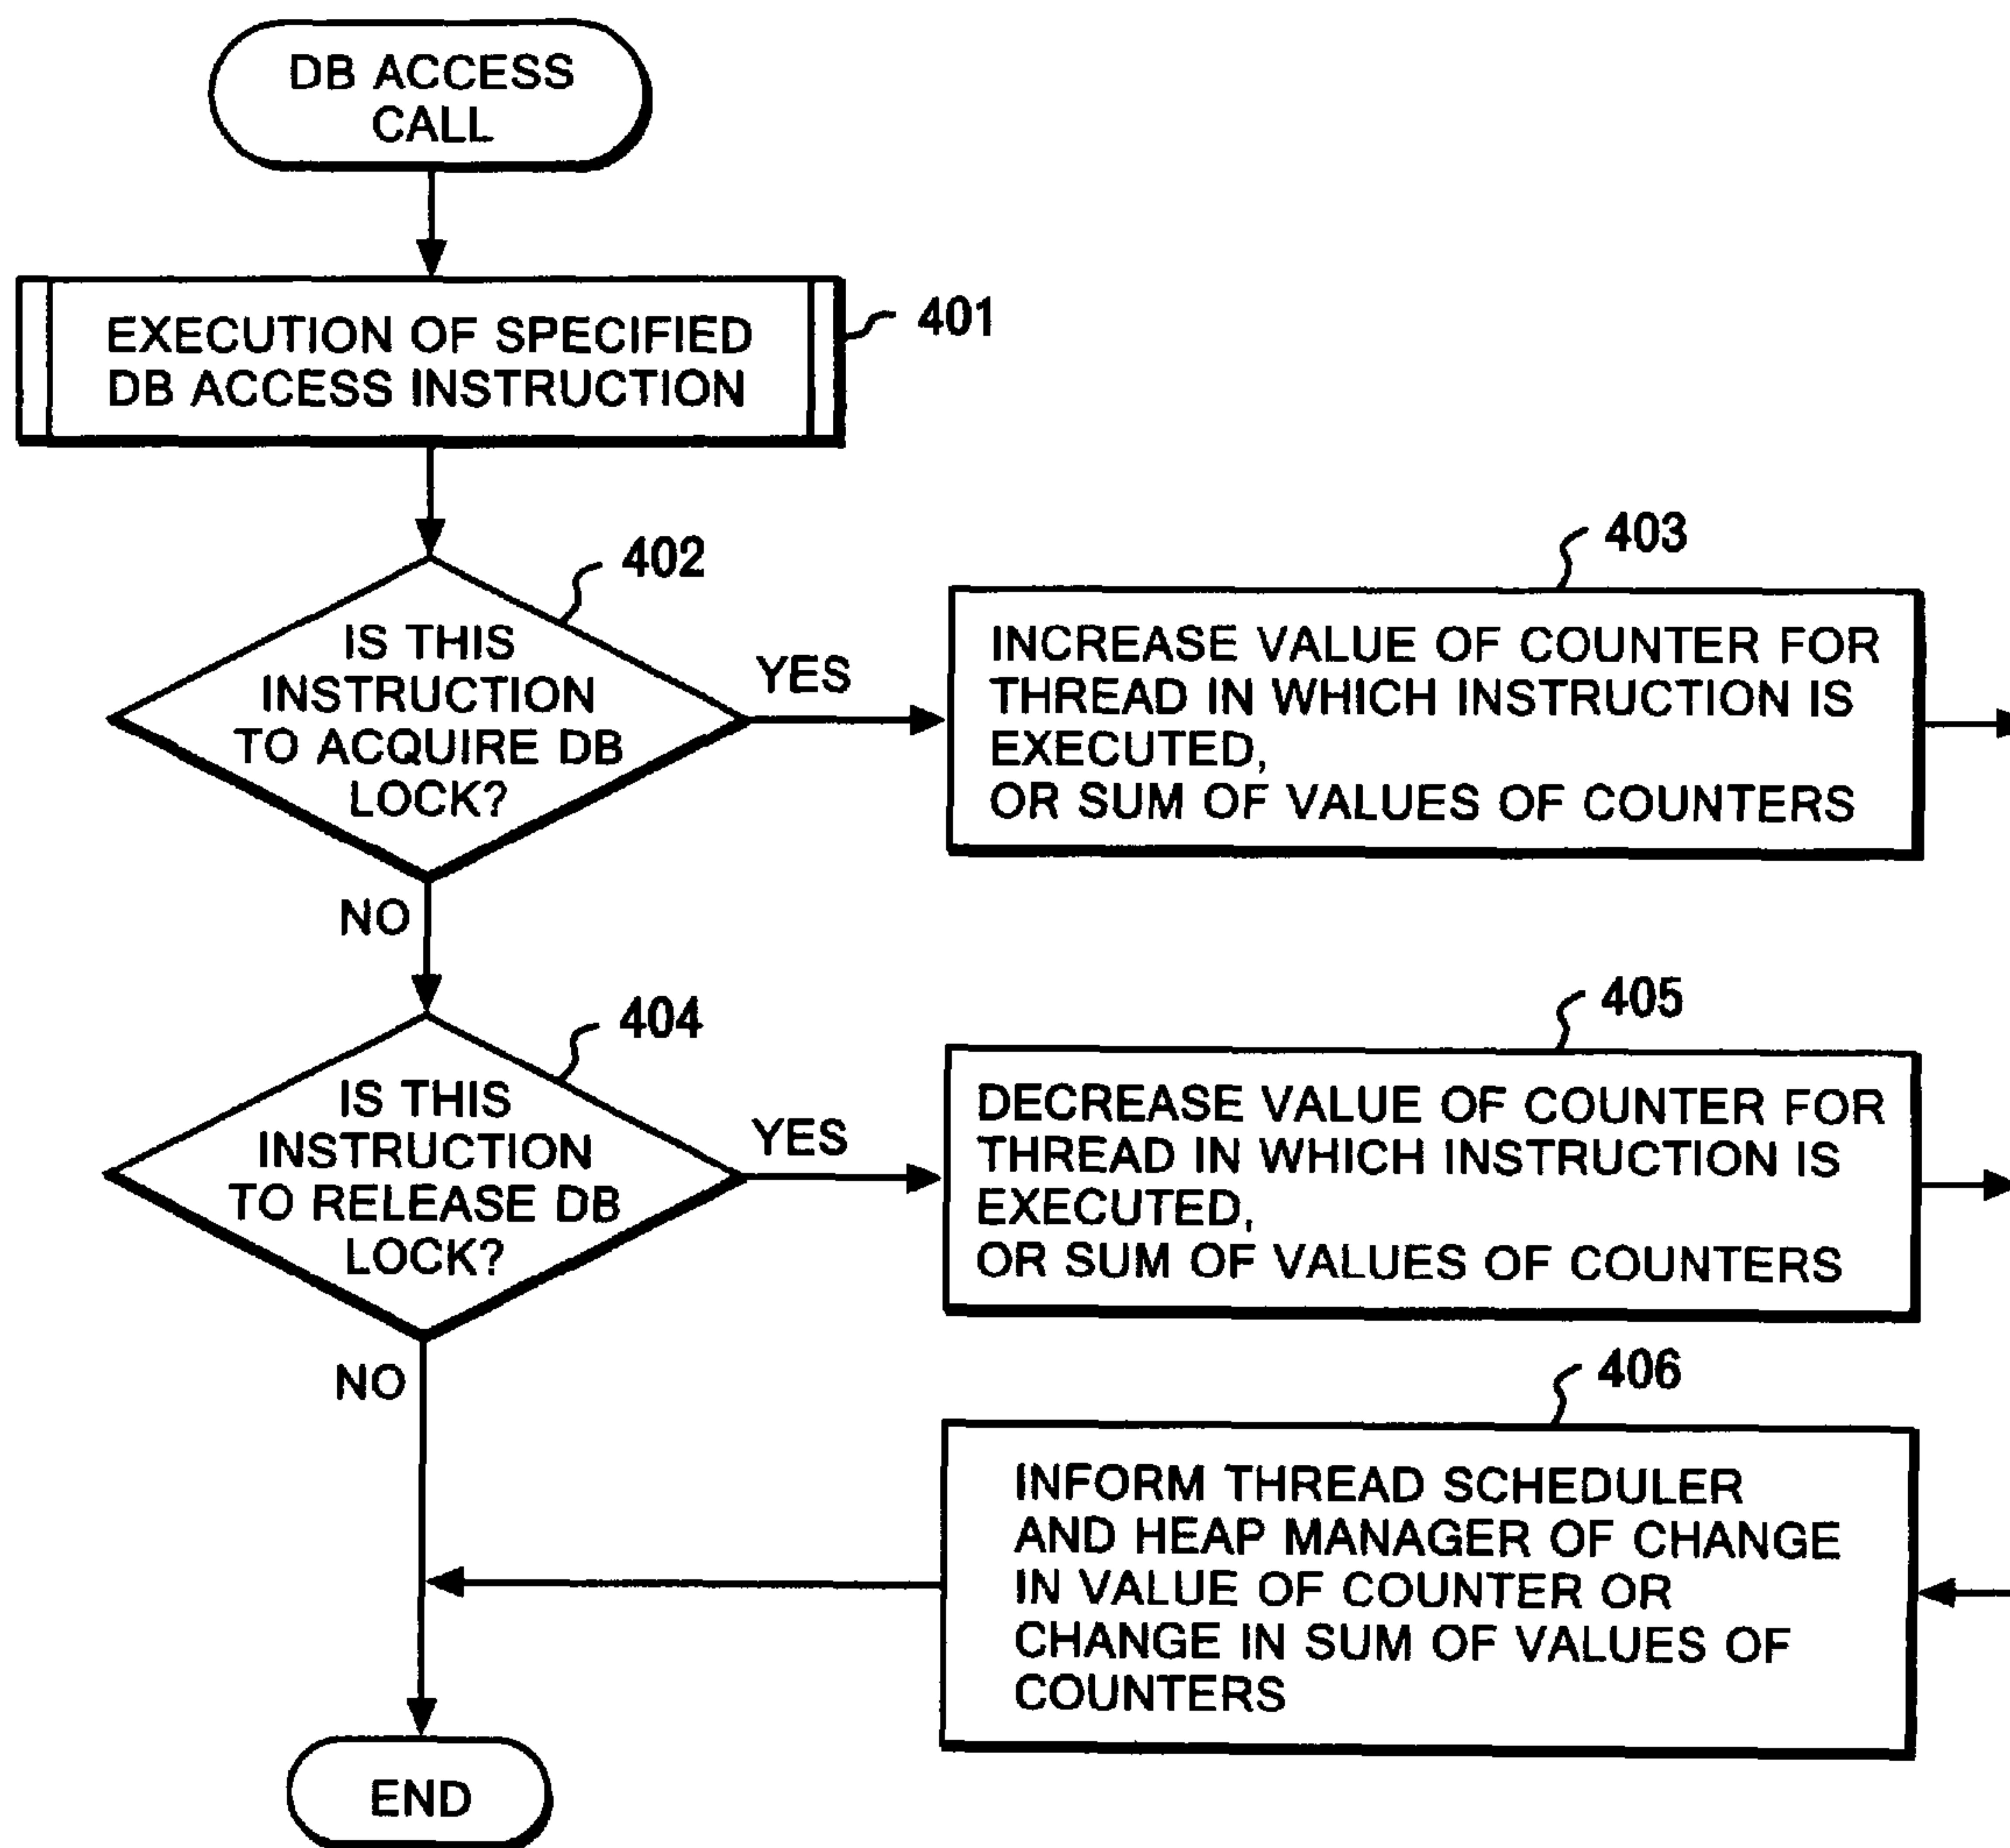 DB ACCESS
CALL
EXECUTION OF SPECIFIED
DB ACCESS INSTRUCTION
401
402
IS THIS
INSTRUCTION
TO ACQUIRE DB
LOCK?
YES
NO
403
INCREASE VALUE OF COUNTER FOR
THREAD IN WHICH INSTRUCTION IS
EXECUTED,
OR SUM OF VALUES OF COUNTERS
404
IS THIS
INSTRUCTION
TO RELEASE DB
LOCK?
YES
NO
405
DECREASE VALUE OF COUNTER FOR
THREAD IN WHICH INSTRUCTION IS
EXECUTED,
OR SUM OF VALUES OF COUNTERS
406
INFORM THREAD SCHEDULER
AND HEAP MANAGER OF CHANGE
IN VALUE OF COUNTER OR
CHANGE IN SUM OF VALUES OF
COUNTERS
END